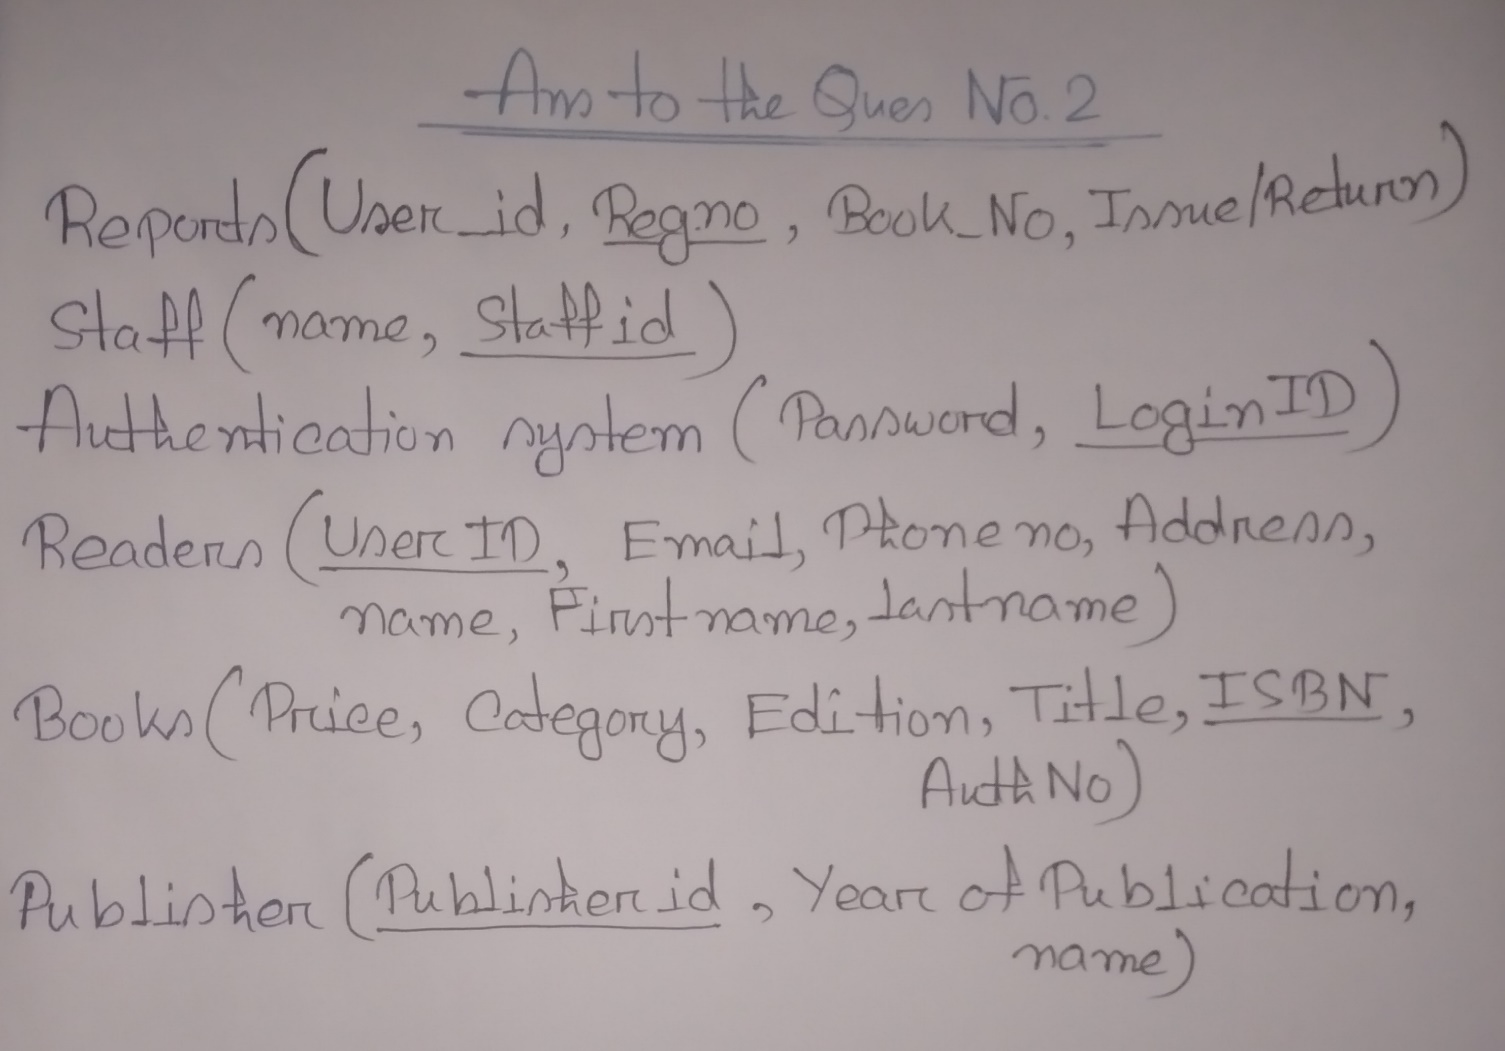 Ans to the Ques No. 2
Reports (User_id, Reg.no, Book_No, Issue/Return)
Staff (name, Staff id)
Authentication system (Password, Login ID)
Readers (User ID, Email, Phone no, Address,
name, First name, Lastname)
Books (Price, Category, Edition, Title, ISBN,
Auth No)
Publisher (Publisher id, Year of Publication,
name)